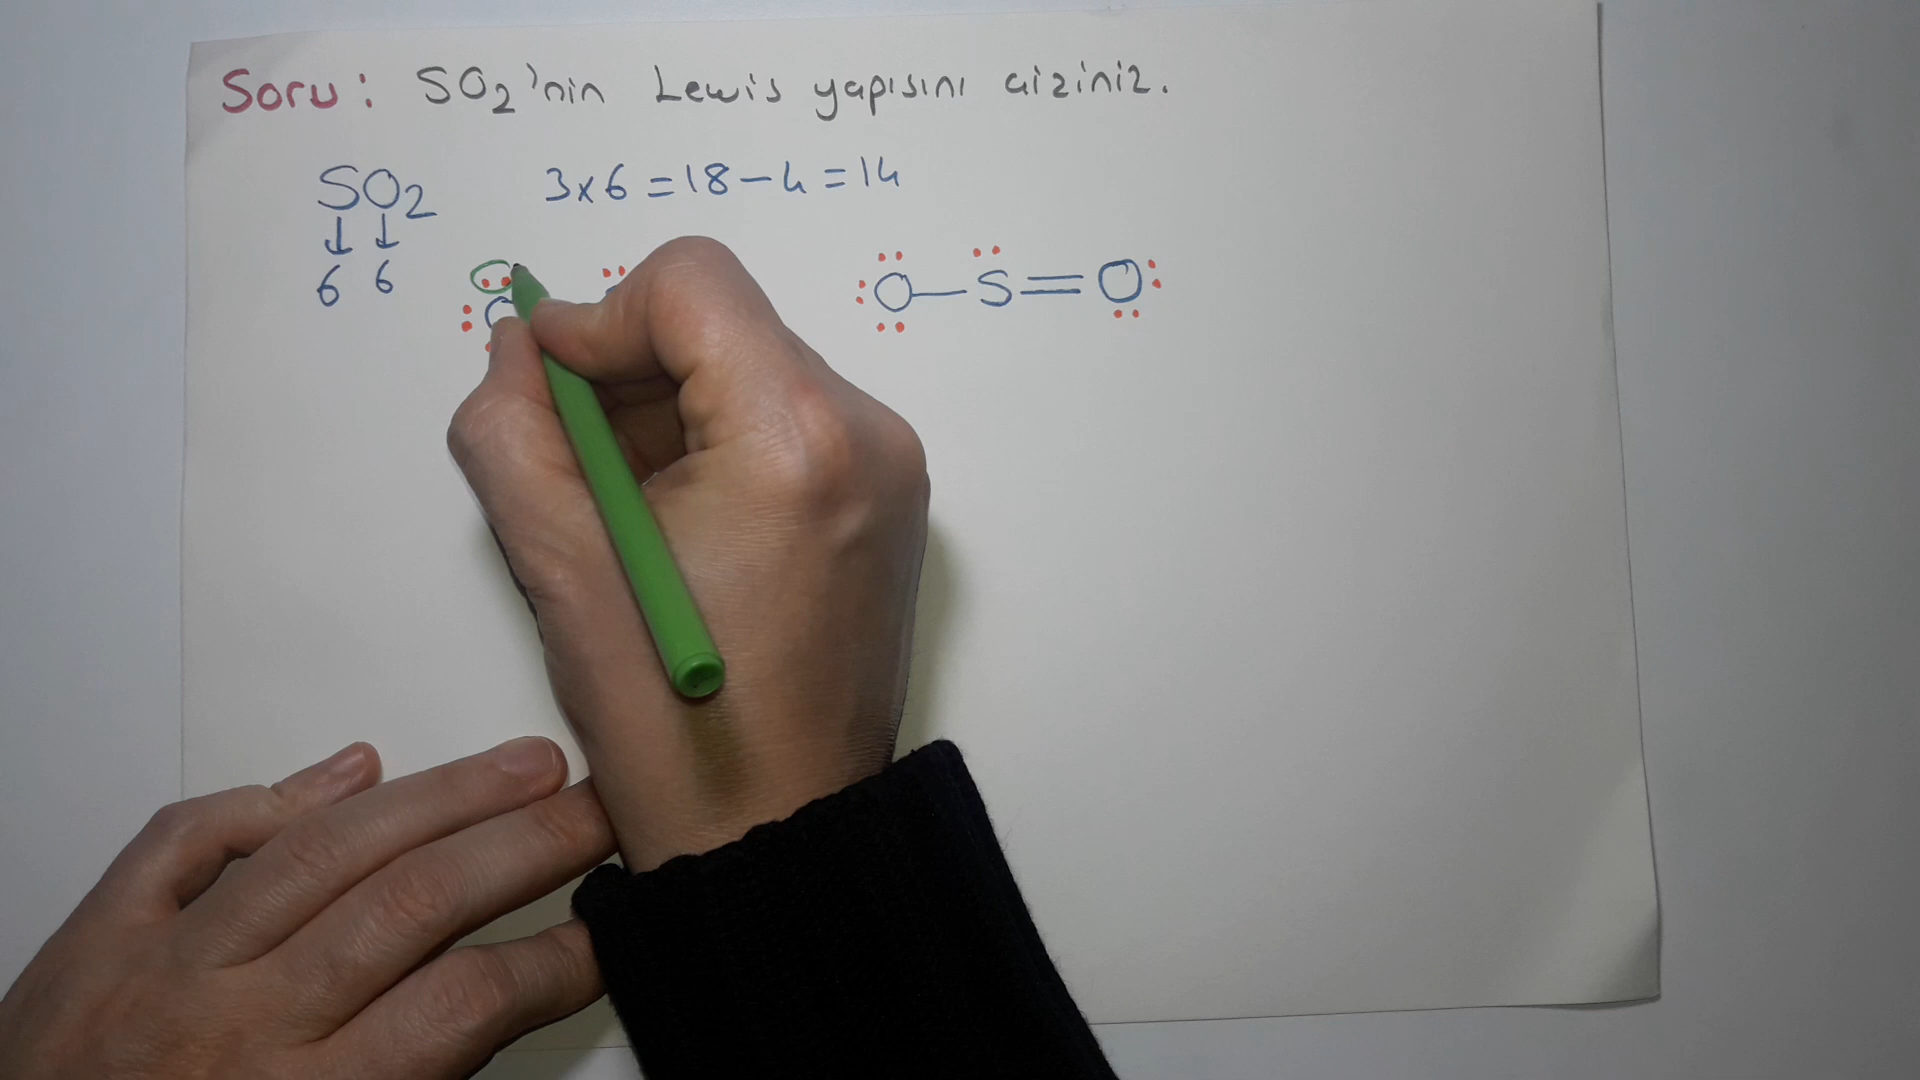 Soru: SO2'nin Lewis yapısını çiziniz.
SO2 3x6=18-4=14
↓ ↓
6 6
O-S=O